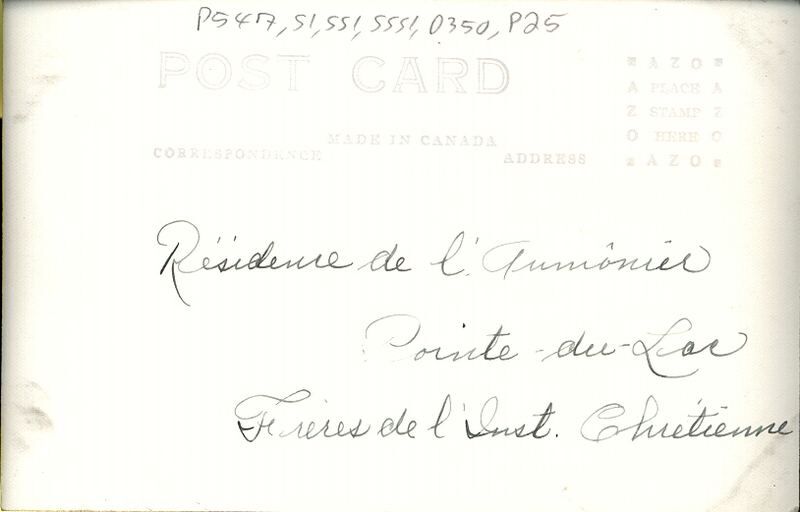 P547,S1,SS1,SSS1,D350,P25
POST CARD
AZO
A PLACE A
Z STAMP Z
O HERE O
AZO
MADE IN CANADA
CORRESPONDENCE
ADDRESS
Résidence de l'Aumônier
Pointe-du-Lac
Frères de l'Inst. Chrétienne